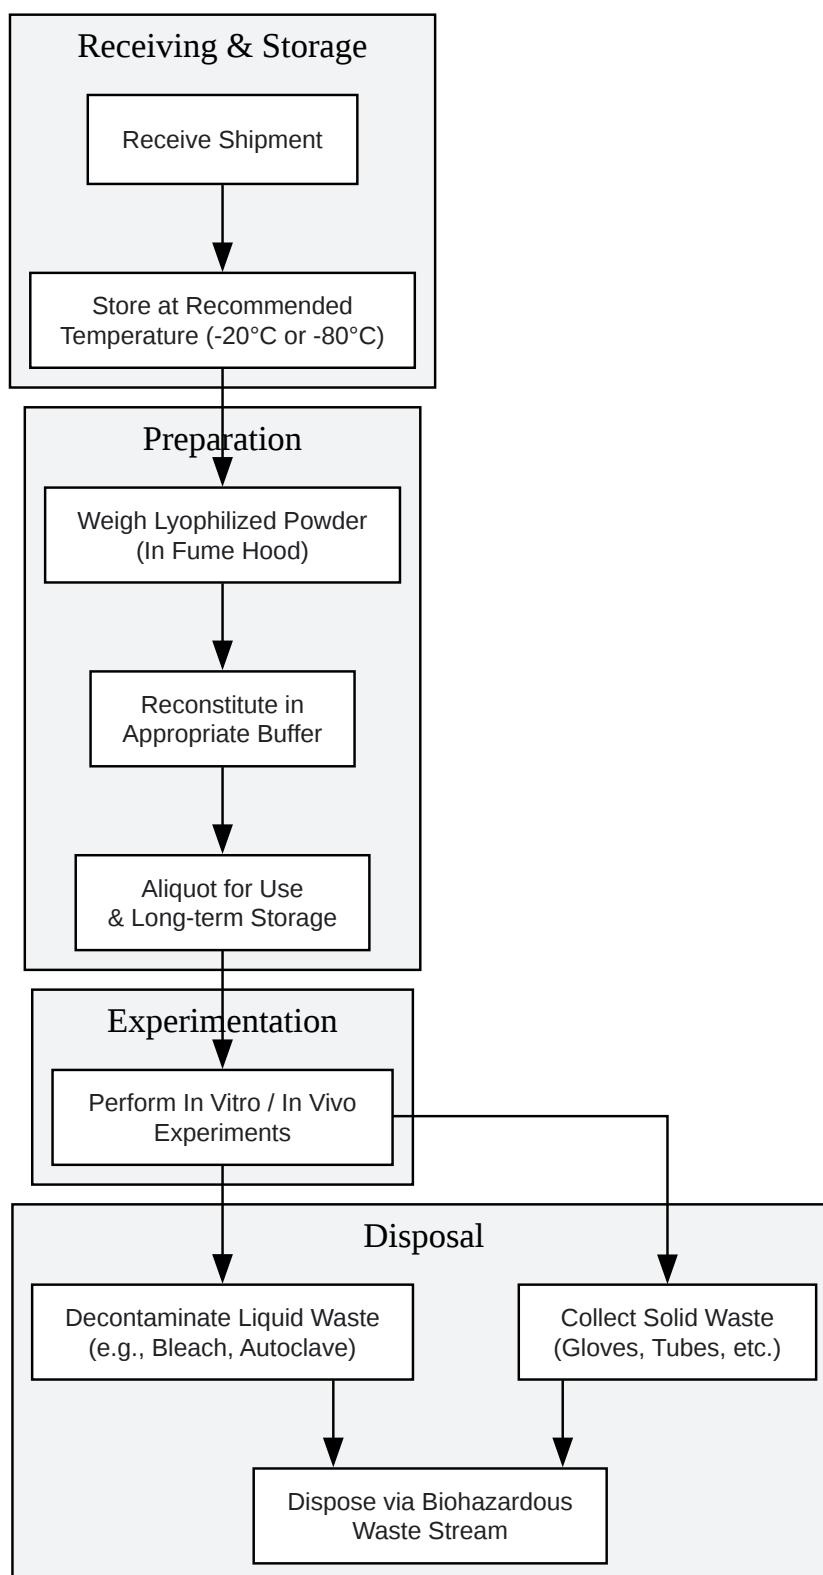 Receiving & Storage
Receive Shipment
Store at Recommended
Temperature (-20°C or -80°C)
Preparation
Weigh Lyophilized Powder
(In Fume Hood)
Reconstitute in
Appropriate Buffer
Aliquot for Use
& Long-term Storage
Experimentation
Perform In Vitro / In Vivo
Experiments
Disposal
Decontaminate Liquid Waste
(e.g., Bleach, Autoclave)
Collect Solid Waste
(Gloves, Tubes, etc.)
Dispose via Biohazardous
Waste Stream